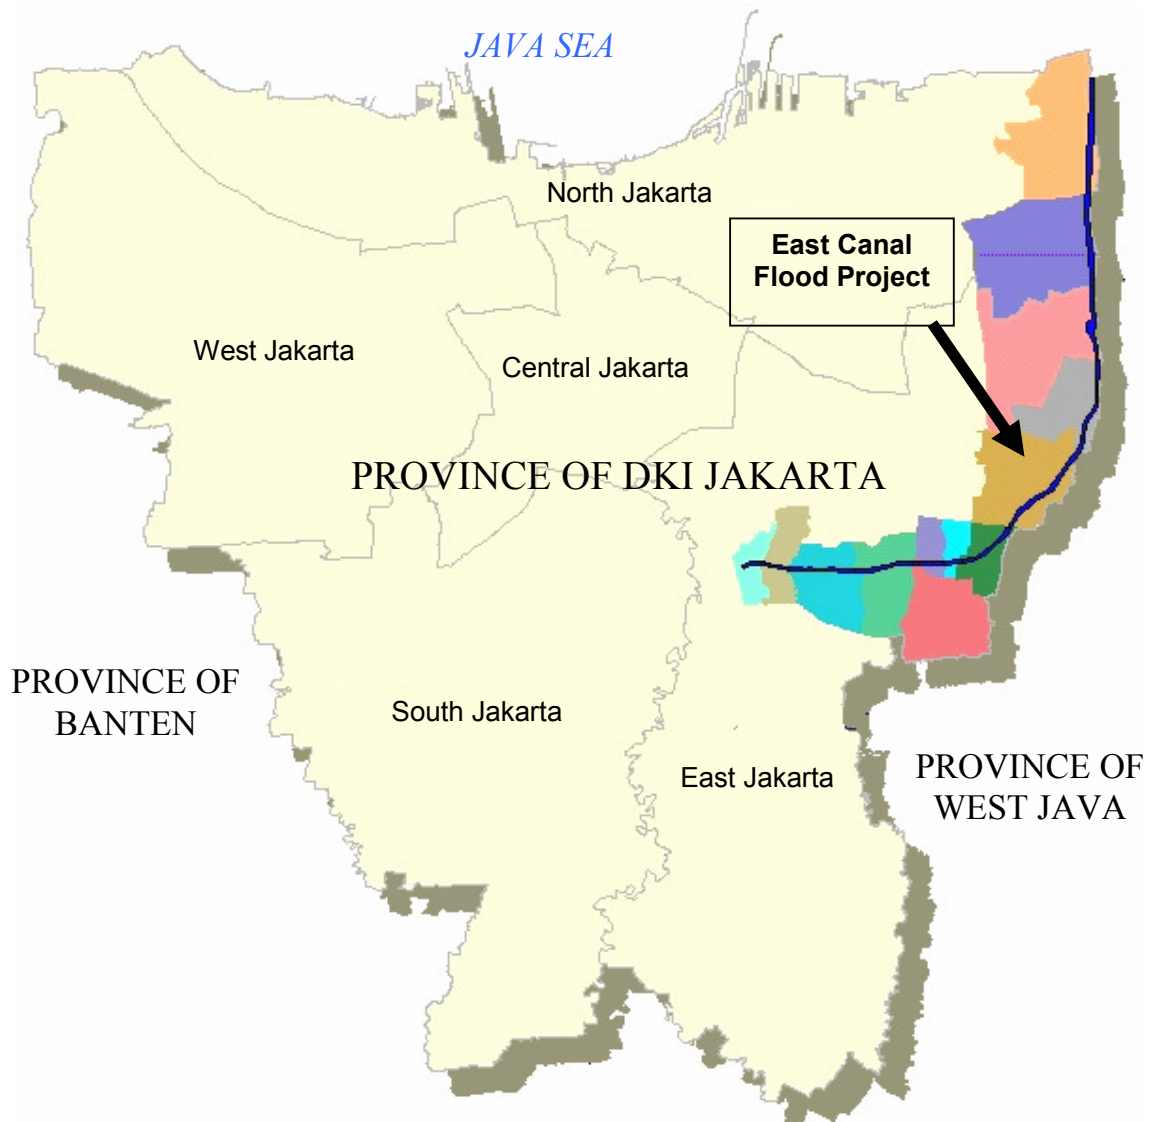 JAVA SEA
North Jakarta
East Canal
Flood Project
West Jakarta
Central Jakarta
PROVINCE OF DKI JAKARTA
PROVINCE OF
BANTEN
South Jakarta
East Jakarta
PROVINCE OF
WEST JAVA